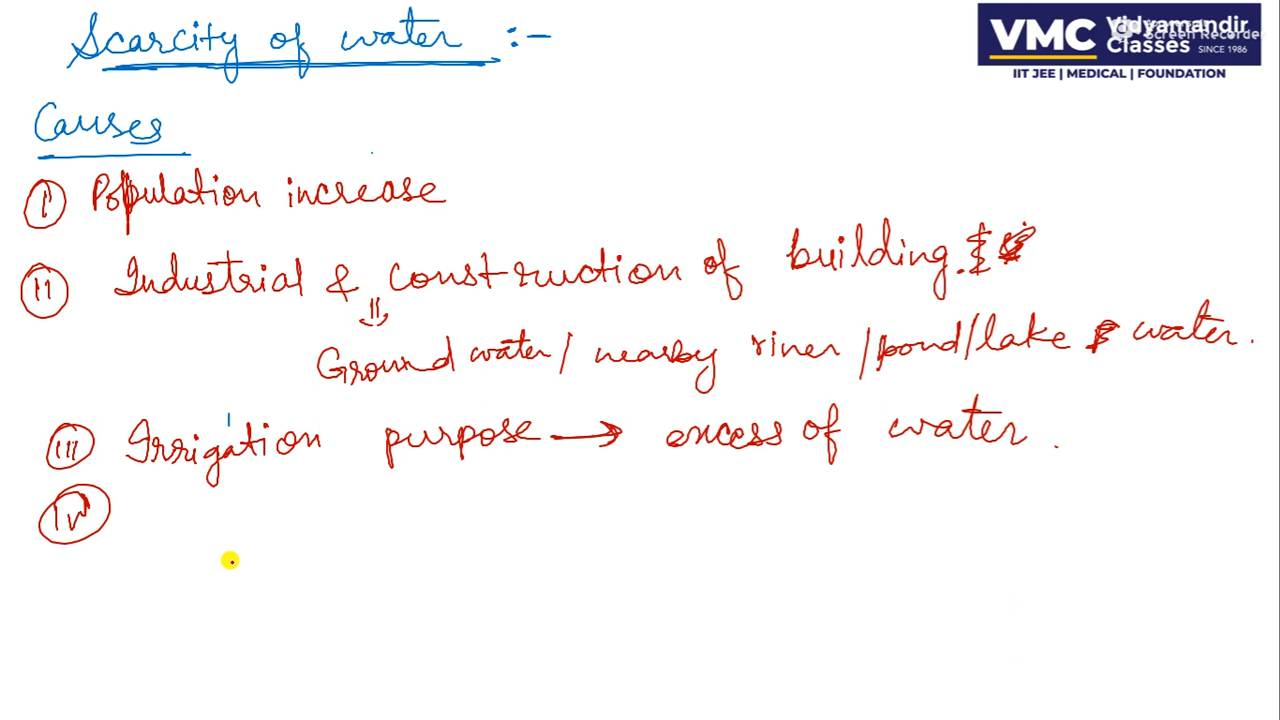 Scarcity of water :-
VMC Vidyamandir Classes SINCE 1986
IIT JEE | MEDICAL | FOUNDATION
Causes
(I) Population increase
(II) Industrial & construction of building.
Ground water / nearby river / pond / lake water.
(III) Irrigation purpose → excess of water.
(IV)